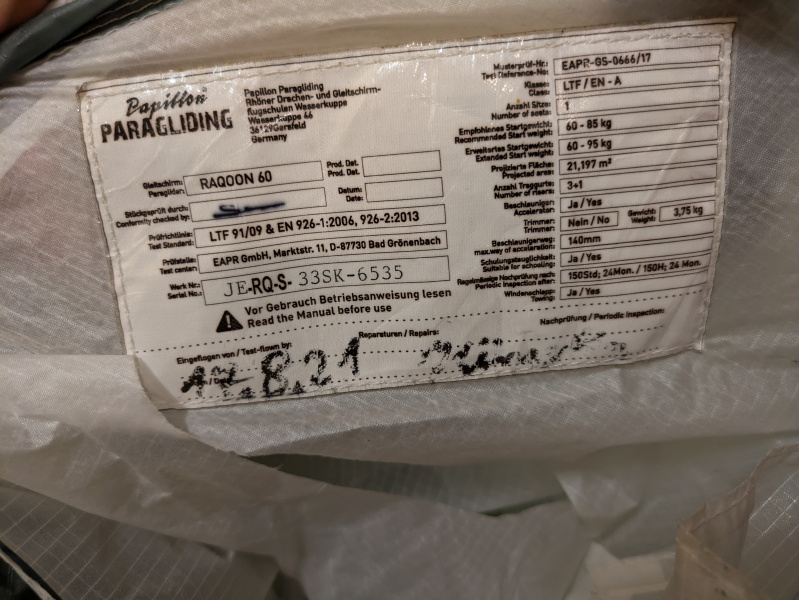 Papillon
PARAGLIDING
Papillon Paragliding
Rhöner Drachen- und Gleitschirm-
flugschulen Wasserkuppe
Wasserkuppe 46
36129Gersfeld
Germany
Gleitschirm:
Paraglider:
RAQOON 60
Prod. Dat.
Prod. Dat.
Stückgeprüft durch:
Conformity checked by:
Datum:
Date:
Prüfrichtlinie:
Test Standard:
LTF 91/09 & EN 926-1:2006, 926-2:2013
Prüfstelle:
Test center:
EAPR GmbH, Marktstr. 11, D-87730 Bad Grönenbach
Werk Nr.:
Serial No.:
JE-RQ-S- 33SK-6535
Vor Gebrauch Betriebsanweisung lesen
Read the Manual before use
Musterprüf-Nr.:
Test Reference-No:
EAPR-GS-0666/17
Klasse:
Class:
LTF / EN - A
Anzahl Sitze:
Number of seats:
1
Empfohlenes Startgewicht:
Recommended Start weight:
60 - 85 kg
Erweitertes Startgewicht:
Extended Start weight:
60 - 95 kg
Projizierte Fläche:
Projected area:
21,197 m²
Anzahl Traggurte:
Number of risers:
3+1
Beschleuniger:
Accelerator:
Ja / Yes
Trimmer:
Trimmer:
Nein / No
Gewicht:
Weight:
3,75 kg
Beschleunigerweg:
max.way of acceleration:
140mm
Schulungstauglichkeit:
Suitable for schooling:
Ja / Yes
Regelmäßige Nachprüfung nach:
Periodic inspection after:
150Std; 24Mon. / 150H; 24 Mon.
Windenschlepp:
Towing:
Ja / Yes
Eingeflogen von / Test-flown by:
Reparaturen / Repairs:
Nachprüfung / Periodic inspection:
17.8.21